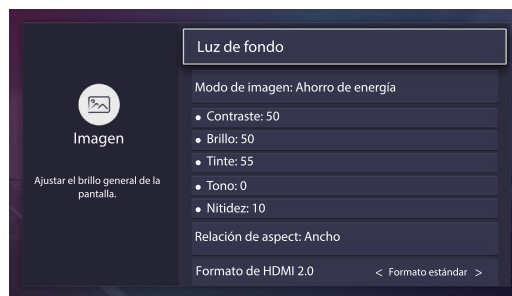 Luz de fondo
Imagen
Ajustar el brillo general de la
pantalla.
Modo de imagen: Ahorro de energía
• Contraste: 50
• Brillo: 50
• Tinte: 55
• Tono: 0
• Nitidez: 10
Relación de aspect: Ancho
Formato de HDMI 2.0 < Formato estándar >